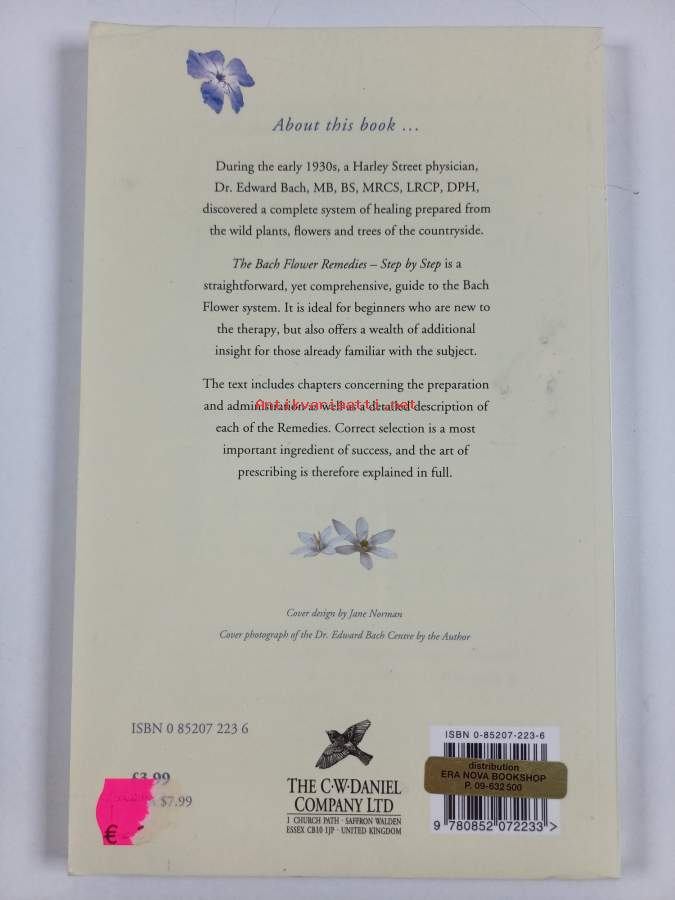 About this book ...
During the early 1930s, a Harley Street physician,
Dr. Edward Bach, MB, BS, MRCS, LRCP, DPH,
discovered a complete system of healing prepared from
the wild plants, flowers and trees of the countryside.
The Bach Flower Remedies – Step by Step is a
straightforward, yet comprehensive, guide to the Bach
Flower system. It is ideal for beginners who are new to
the therapy, but also offers a wealth of additional
insight for those already familiar with the subject.
The text includes chapters concerning the preparation
and administration as well as a detailed description of
Antikvariaatti.net
each of the Remedies. Correct selection is a most
important ingredient of success, and the art of
prescribing is therefore explained in full.
Cover design by Jane Norman
Cover photograph of the Dr. Edward Bach Centre by the Author
ISBN 0 85207 223 6
£3.99
$7.99
€
THE C·W·DANIEL
COMPANY LTD
1 CHURCH PATH · SAFFRON WALDEN
ESSEX CB10 1JP · UNITED KINGDOM
ISBN 0-85207-223-6
distribution
ERA NOVA BOOKSHOP
P. 09-632 500
9 780852 072233 >